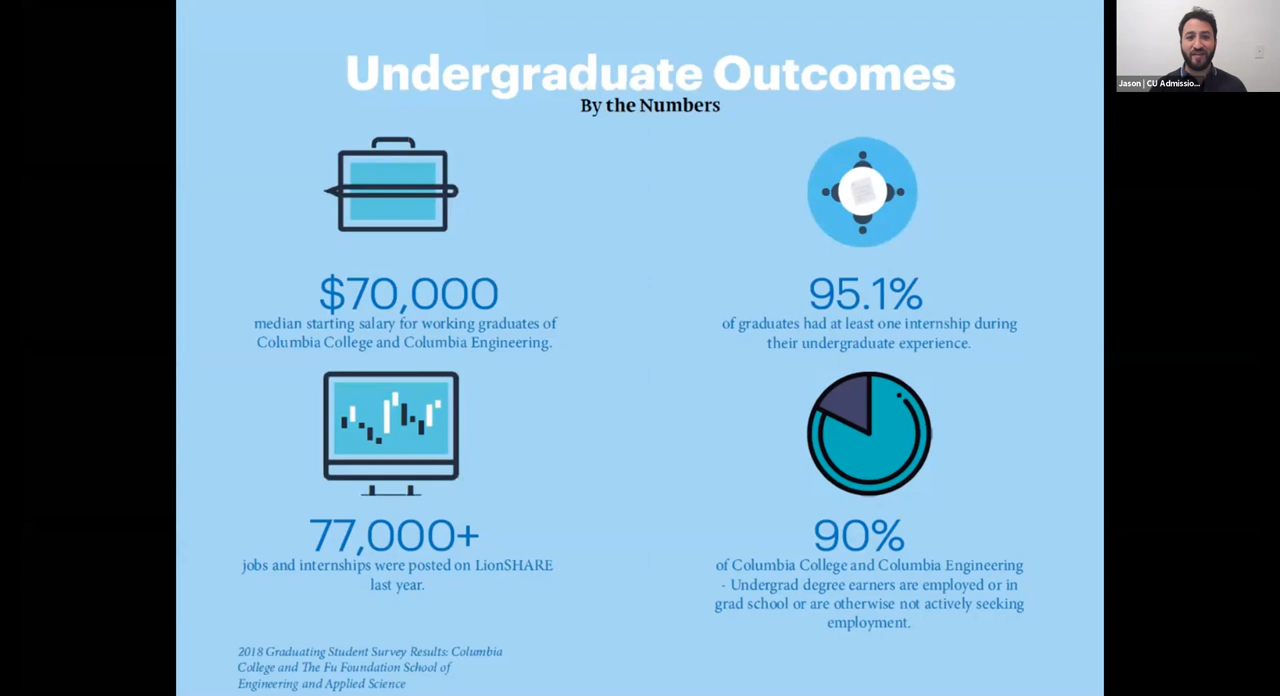 Undergraduate Outcomes
By the Numbers
$70,000
median starting salary for working graduates of
Columbia College and Columbia Engineering.
95.1%
of graduates had at least one internship during
their undergraduate experience.
77,000+
jobs and internships were posted on LionSHARE
last year.
90%
of Columbia College and Columbia Engineering
- Undergrad degree earners are employed or in
grad school or are otherwise not actively seeking
employment.
2018 Graduating Student Survey Results: Columbia
College and The Fu Foundation School of
Engineering and Applied Science
Jason | CU Admissio...